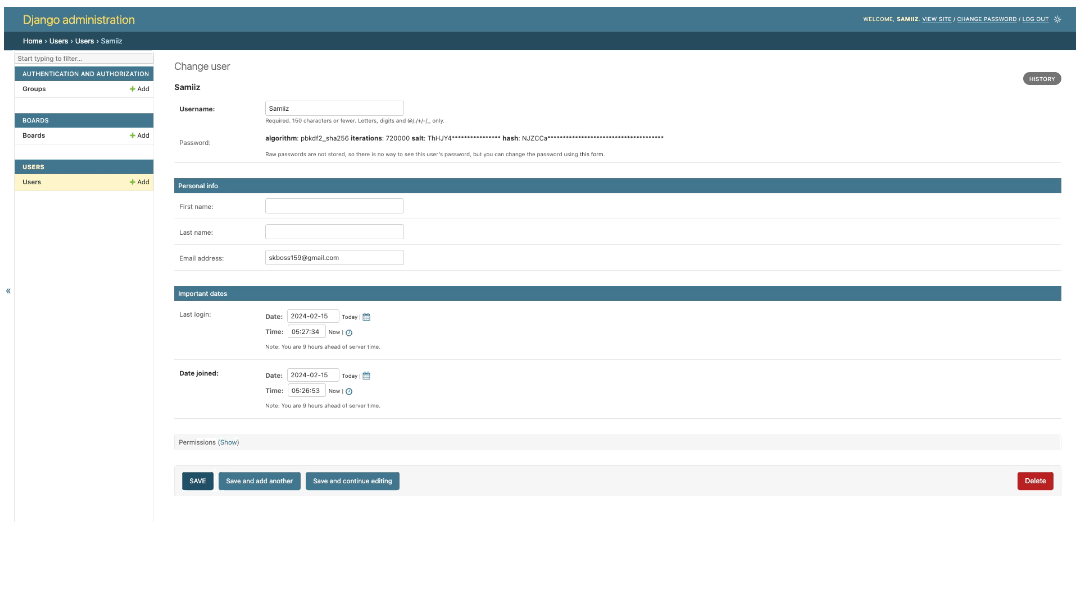 Django administration
WELCOME, SAMIIZ. VIEW SITE / CHANGE PASSWORD / LOG OUT
Home › Users › Users › Samiiz
Start typing to filter...
AUTHENTICATION AND AUTHORIZATION
Groups + Add
BOARDS
Boards + Add
USERS
Users + Add
«
Change user
HISTORY
Samiiz
Username: Samiiz
Required. 150 characters or fewer. Letters, digits and @/./+/-/_ only.
Password: algorithm: pbkdf2_sha256 iterations: 720000 salt: ThHJY4**************** hash: NJZCCa**************************************
Raw passwords are not stored, so there is no way to see this user's password, but you can change the password using this form.
Personal info
First name:
Last name:
Email address: skboss159@gmail.com
Important dates
Last login: Date: 2024-02-15 Today |
Time: 05:27:34 Now |
Note: You are 9 hours ahead of server time.
Date joined: Date: 2024-02-15 Today |
Time: 05:26:53 Now |
Note: You are 9 hours ahead of server time.
Permissions (Show)
SAVE Save and add another Save and continue editing Delete